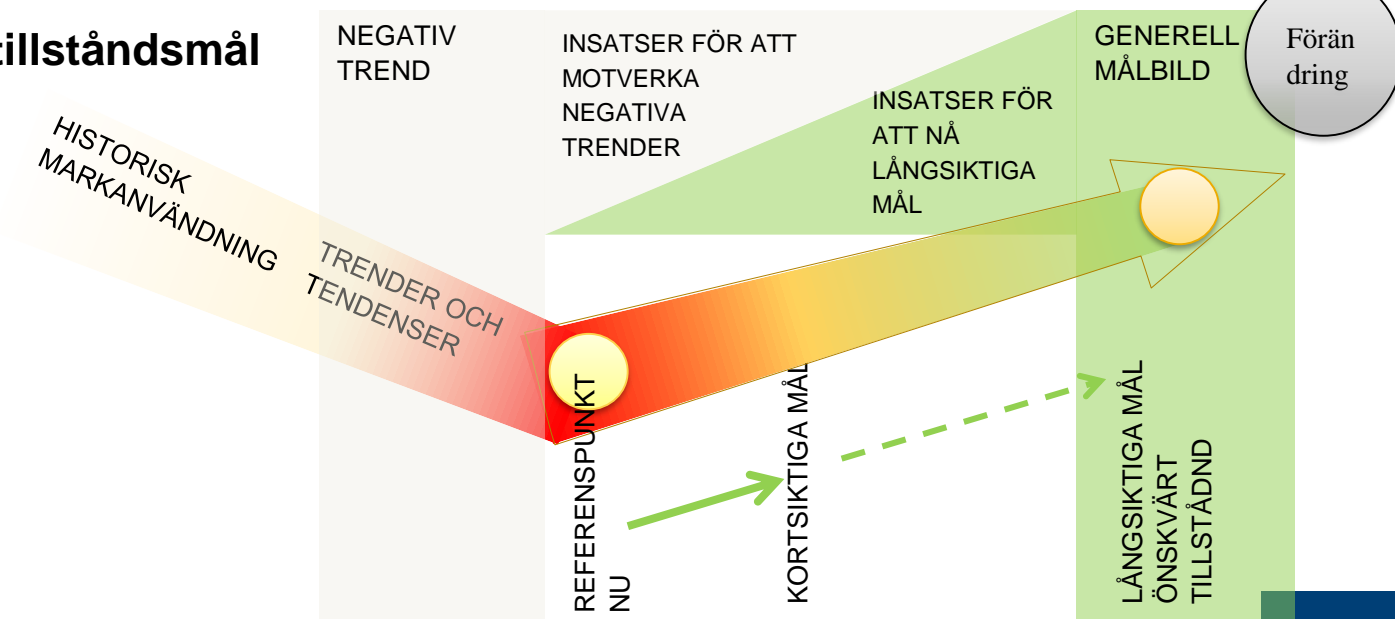 tillståndsmål
NEGATIV
TREND
INSATSER FÖR ATT
MOTVERKA
NEGATIVA
TRENDER
INSATSER FÖR
ATT NÅ
LÅNGSIKTIGA
MÅL
GENERELL
MÅLBILD
Förän
dring
HISTORISK
MARKANVÄNDNING
TRENDER OCH
TENDENSER
REFERENSPUNKT
NU
KORTSIKTIGA MÅL
LÅNGSIKTIGA MÅL
ÖNSKVÄRT
TILLSTÅDND